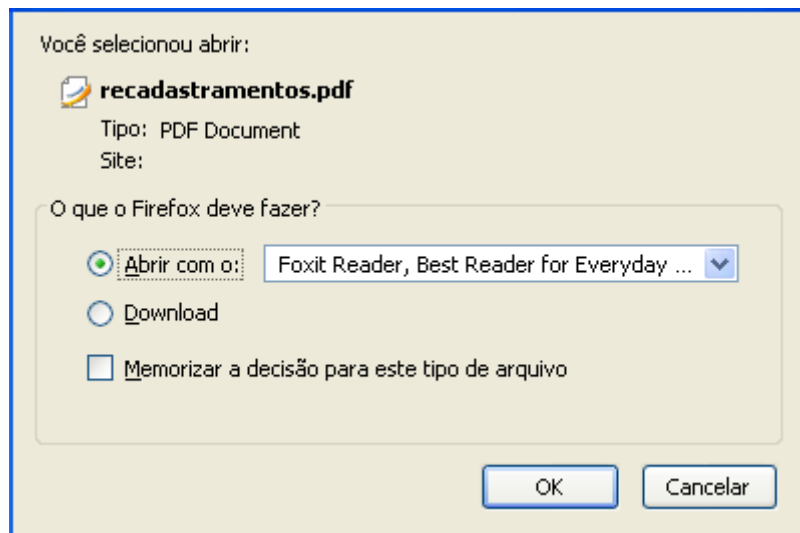 Você selecionou abrir:
recadastramentos.pdf
Tipo: PDF Document
Site:
O que o Firefox deve fazer?
Abrir com o: Foxit Reader, Best Reader for Everyday ...
Download
Memorizar a decisão para este tipo de arquivo
OK Cancelar